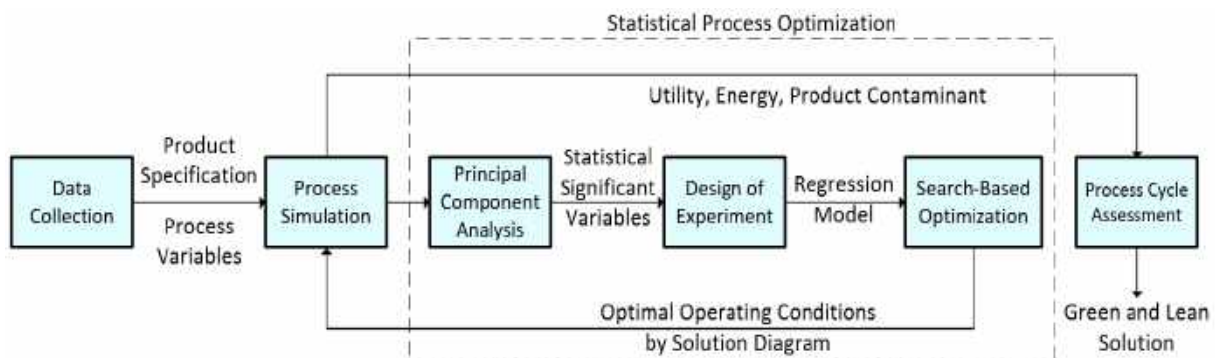 Statistical Process Optimization
Utility, Energy, Product Contaminant
Data
Collection
Product
Specification
Process
Variables
Process
Simulation
Principal
Component
Analysis
Statistical
Significant
Variables
Design of
Experiment
Regression
Model
Search-Based
Optimization
Process Cycle
Assessment
Optimal Operating Conditions
by Solution Diagram
Green and Lean
Solution